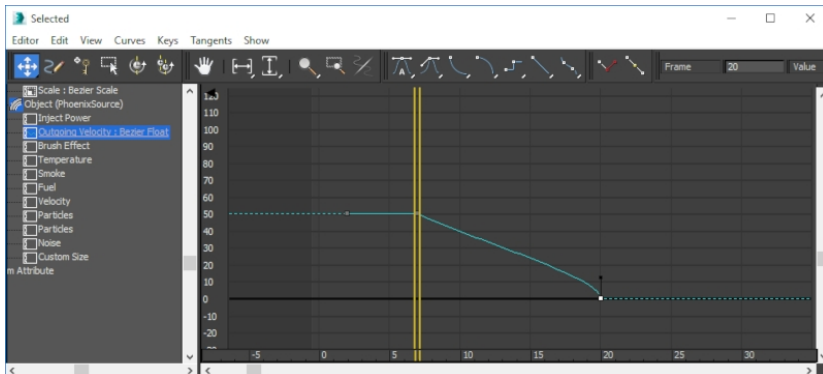 Selected
Editor Edit View Curves Keys Tangents Show
Frame 20 Value
Scale : Bezier Scale
Object (PhoenixSource)
Inject Power
Outgoing Velocity : Bezier Float
Brush Effect
Temperature
Smoke
Fuel
Velocity
Particles
Particles
Noise
Custom Size
m Attribute
110
100
90
80
70
60
50
40
30
20
10
0
-10
-20
-5 0 5 10 15 20 25 30